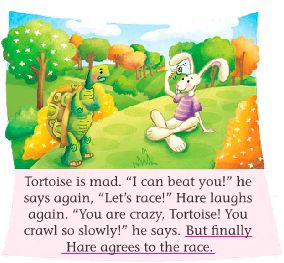 Tortoise is mad. “I can beat you!” he
says again, “Let’s race!” Hare laughs
again. “You are crazy, Tortoise! You
crawl so slowly!” he says. But finally
Hare agrees to the race.